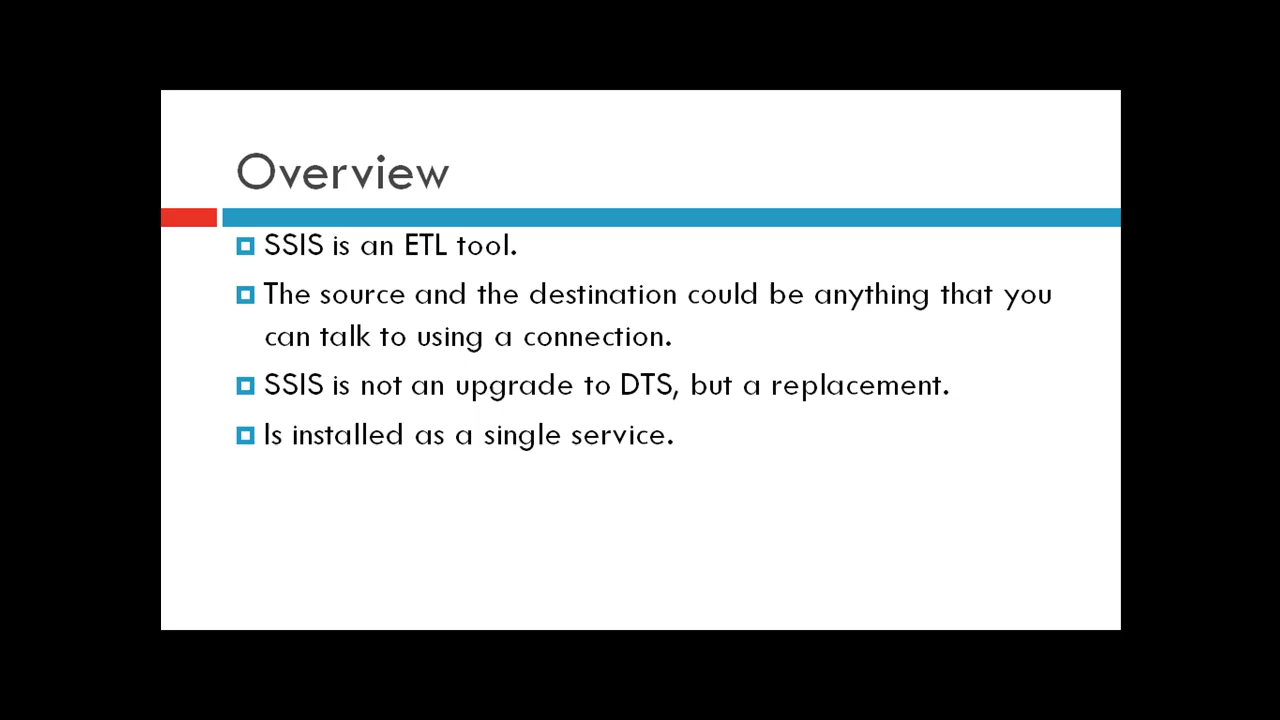 Overview
SSIS is an ETL tool.
The source and the destination could be anything that you
can talk to using a connection.
SSIS is not an upgrade to DTS, but a replacement.
Is installed as a single service.